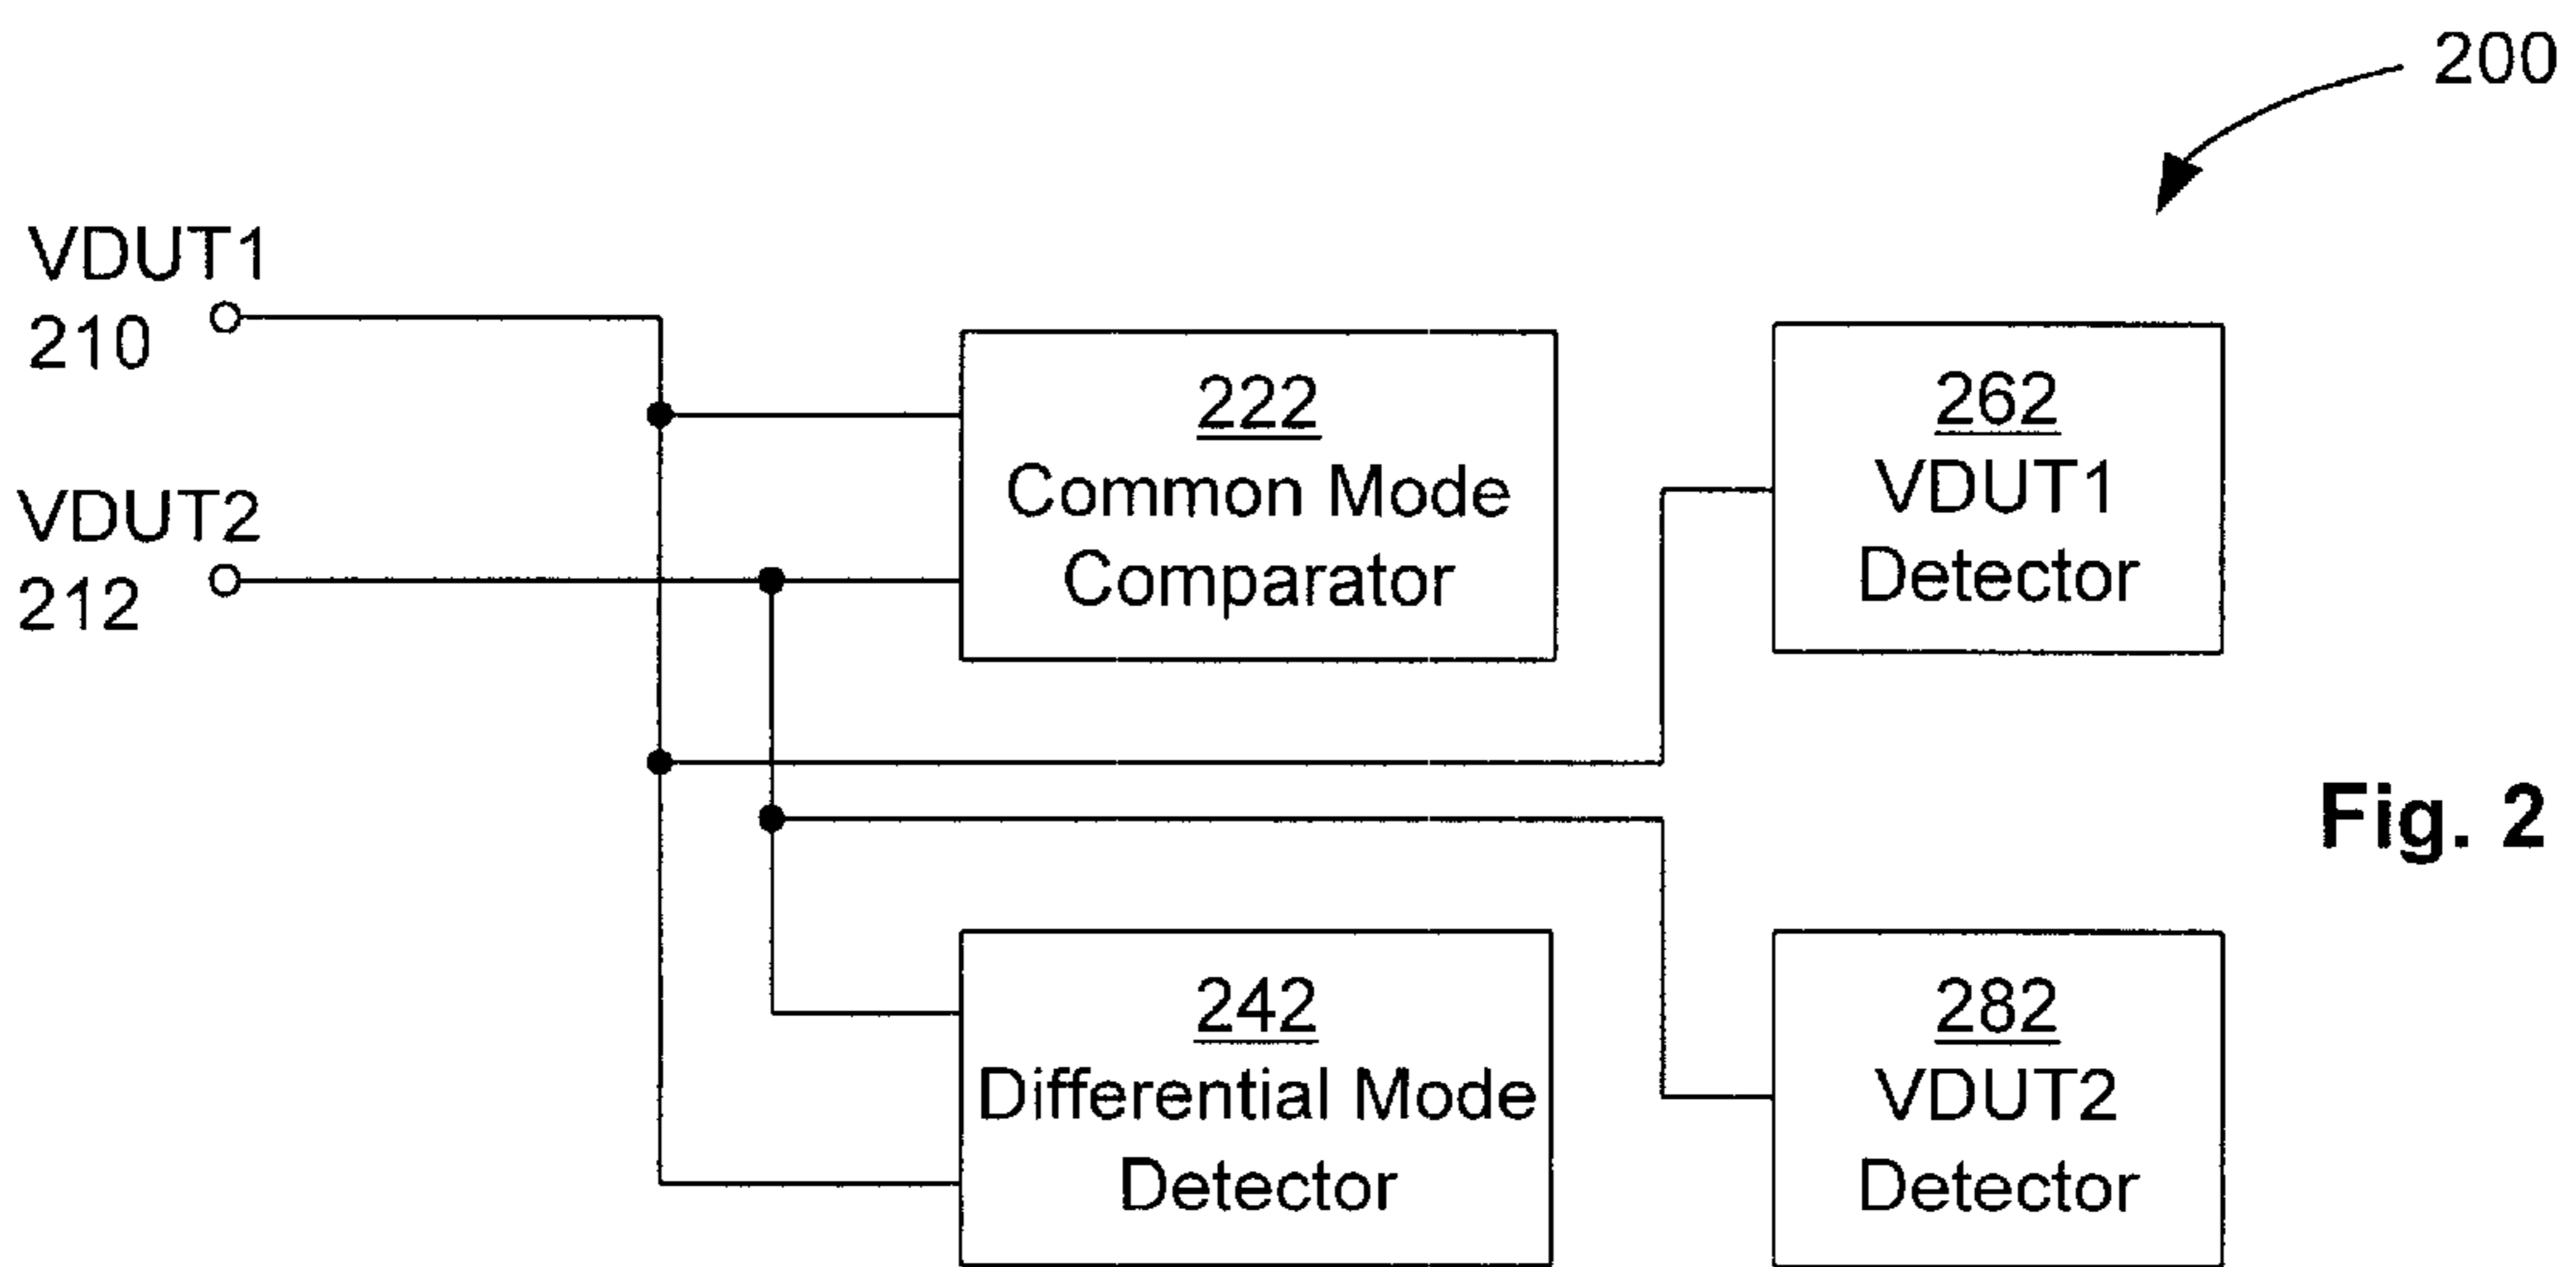 200
VDUT1
210
VDUT2
212
222
Common Mode
Comparator
262
VDUT1
Detector
Fig. 2
242
Differential Mode
Detector
282
VDUT2
Detector